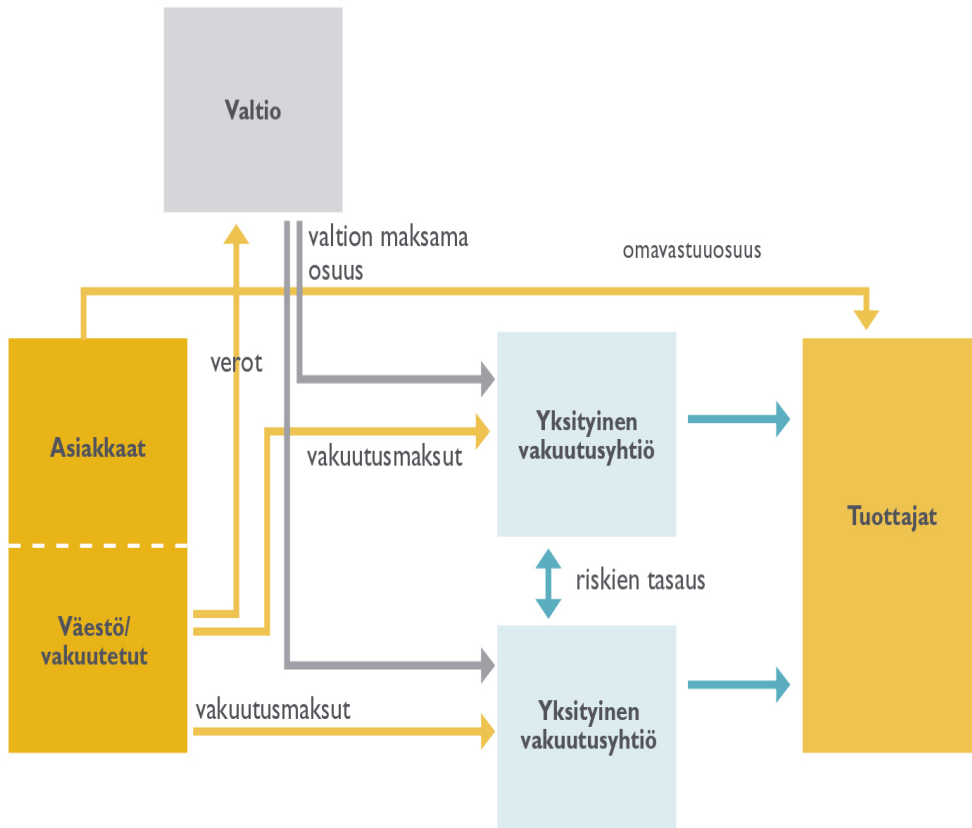 Valtio
valtion maksama
osuus
omavastuuosuus
verot
Asiakkaat
vakuutusmaksut
Yksityinen
vakuutusyhtiö
Tuottajat
riskien tasaus
Väestö/
vakuutetut
vakuutusmaksut
Yksityinen
vakuutusyhtiö